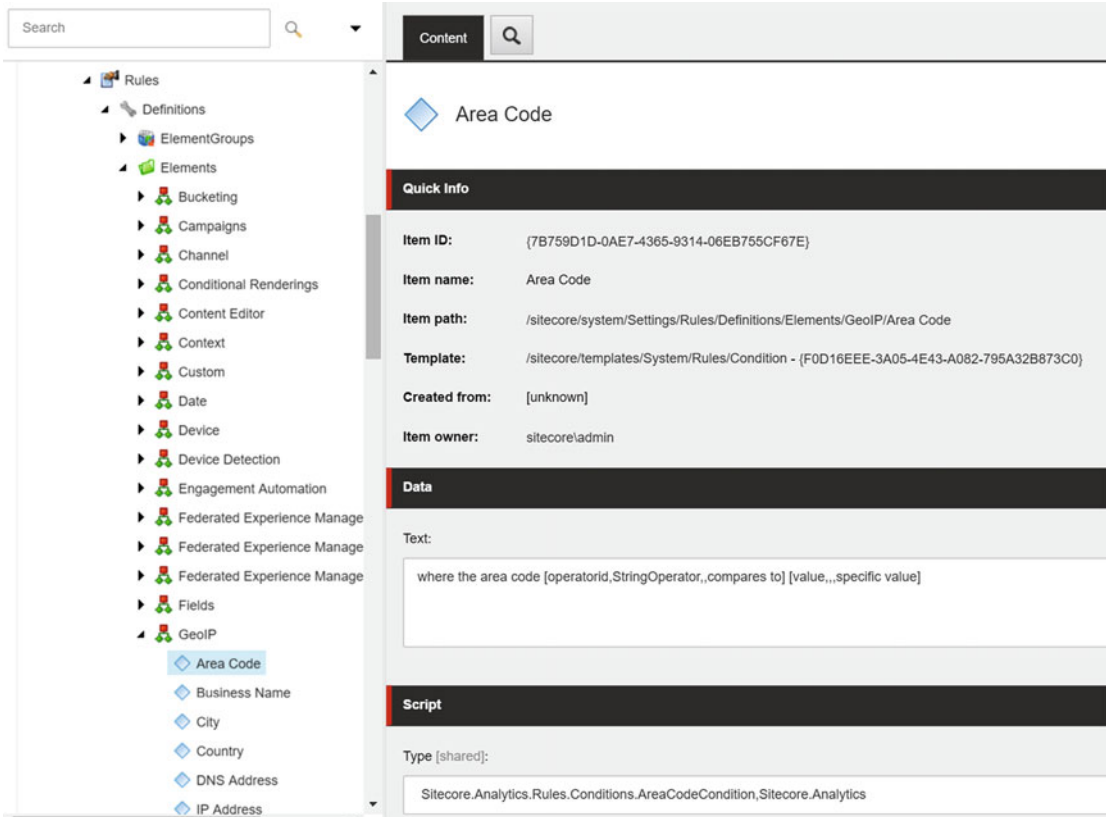 Search
Rules
Definitions
ElementGroups
Elements
Bucketing
Campaigns
Channel
Conditional Renderings
Content Editor
Context
Custom
Date
Device
Device Detection
Engagement Automation
Federated Experience Manage
Federated Experience Manage
Federated Experience Manage
Fields
GeoIP
Area Code
Business Name
City
Country
DNS Address
IP Address
Content
Area Code
Quick Info
Item ID: {7B759D1D-0AE7-4365-9314-06EB755CF67E}
Item name: Area Code
Item path: /sitecore/system/Settings/Rules/Definitions/Elements/GeoIP/Area Code
Template: /sitecore/templates/System/Rules/Condition - {F0D16EEE-3A05-4E43-A082-795A32B873C0}
Created from: [unknown]
Item owner: sitecore\admin
Data
Text:
where the area code [operatorid,StringOperator,,compares to] [value,,,specific value]
Script
Type [shared]:
Sitecore.Analytics.Rules.Conditions.AreaCodeCondition,Sitecore.Analytics